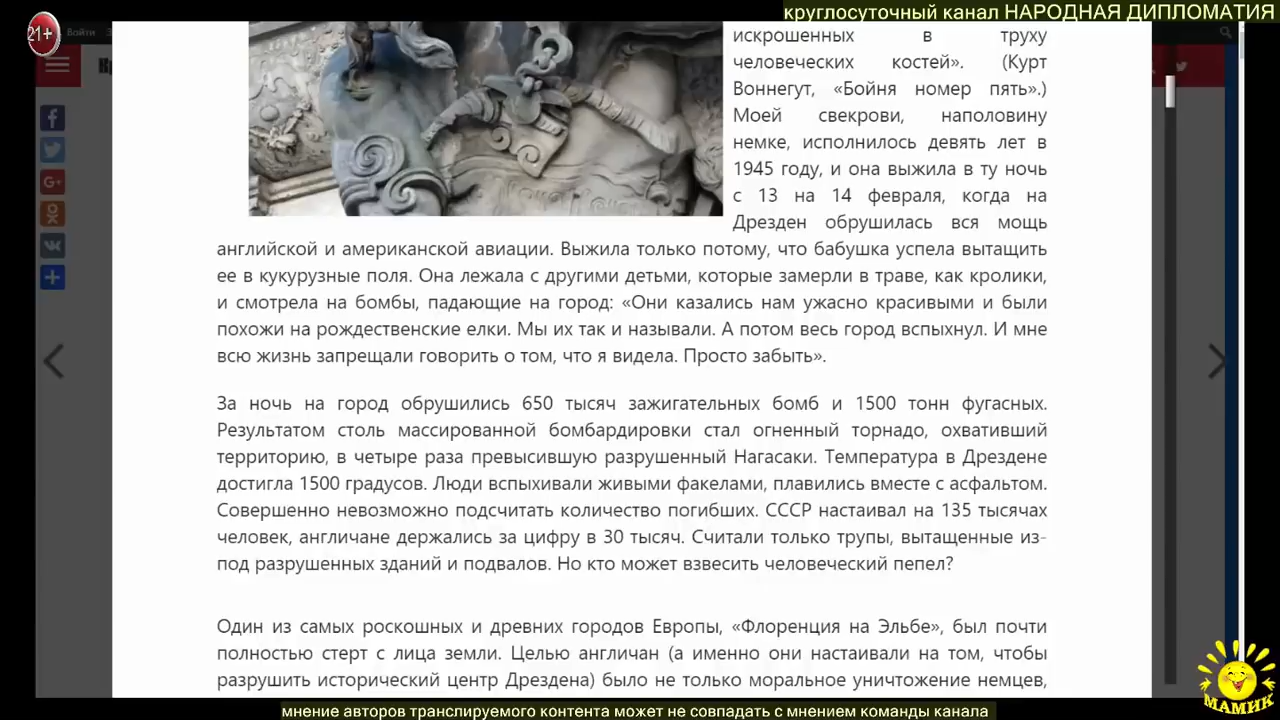 круглосуточный канал НАРОДНАЯ ДИПЛОМАТИЯ
21+
Войти
искрошенных в труху
человеческих костей». (Курт
Воннегут, «Бойня номер пять».)
Моей свекрови, наполовину
немке, исполнилось девять лет в
1945 году, и она выжила в ту ночь
с 13 на 14 февраля, когда на
Дрезден обрушилась вся мощь
английской и американской авиации. Выжила только потому, что бабушка успела вытащить
ее в кукурузные поля. Она лежала с другими детьми, которые замерли в траве, как кролики,
и смотрела на бомбы, падающие на город: «Они казались нам ужасно красивыми и были
похожи на рождественские елки. Мы их так и называли. А потом весь город вспыхнул. И мне
всю жизнь запрещали говорить о том, что я видела. Просто забыть».
За ночь на город обрушились 650 тысяч зажигательных бомб и 1500 тонн фугасных.
Результатом столь массированной бомбардировки стал огненный торнадо, охвативший
территорию, в четыре раза превысившую разрушенный Нагасаки. Температура в Дрездене
достигла 1500 градусов. Люди вспыхивали живыми факелами, плавились вместе с асфальтом.
Совершенно невозможно подсчитать количество погибших. СССР настаивал на 135 тысячах
человек, англичане держались за цифру в 30 тысяч. Считали только трупы, вытащенные из-
под разрушенных зданий и подвалов. Но кто может взвесить человеческий пепел?
Один из самых роскошных и древних городов Европы, «Флоренция на Эльбе», был почти
полностью стерт с лица земли. Целью англичан (а именно они настаивали на том, чтобы
разрушить исторический центр Дрездена) было не только моральное уничтожение немцев,
МАМИК
мнение авторов транслируемого контента может не совпадать с мнением команды канала